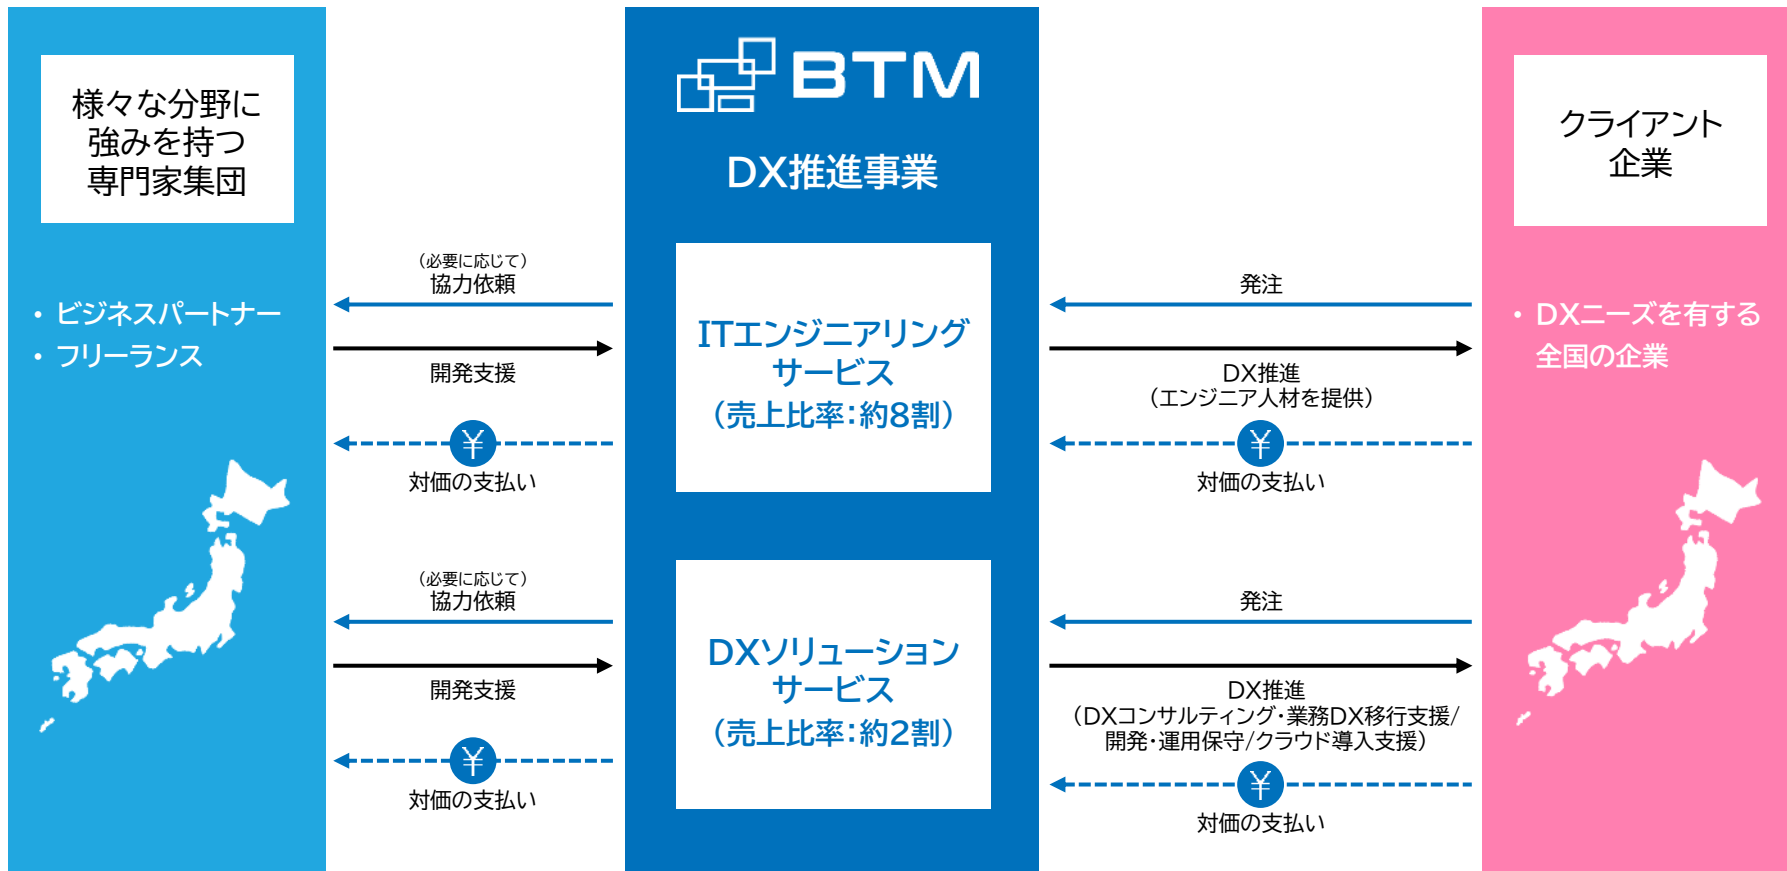 様々な分野に
強みを持つ
専門家集団
・ビジネスパートナー
・フリーランス
（必要に応じて）
協力依頼
開発支援
¥
対価の支払い
（必要に応じて）
協力依頼
開発支援
¥
対価の支払い
BTM
DX推進事業
ITエンジニアリング
サービス
（売上比率：約8割）
DXソリューション
サービス
（売上比率：約2割）
発注
DX推進
（エンジニア人材を提供）
¥
対価の支払い
発注
DX推進
（DXコンサルティング・業務DX移行支援/
開発・運用保守/クラウド導入支援）
¥
対価の支払い
クライアント
企業
・DXニーズを有する
全国の企業